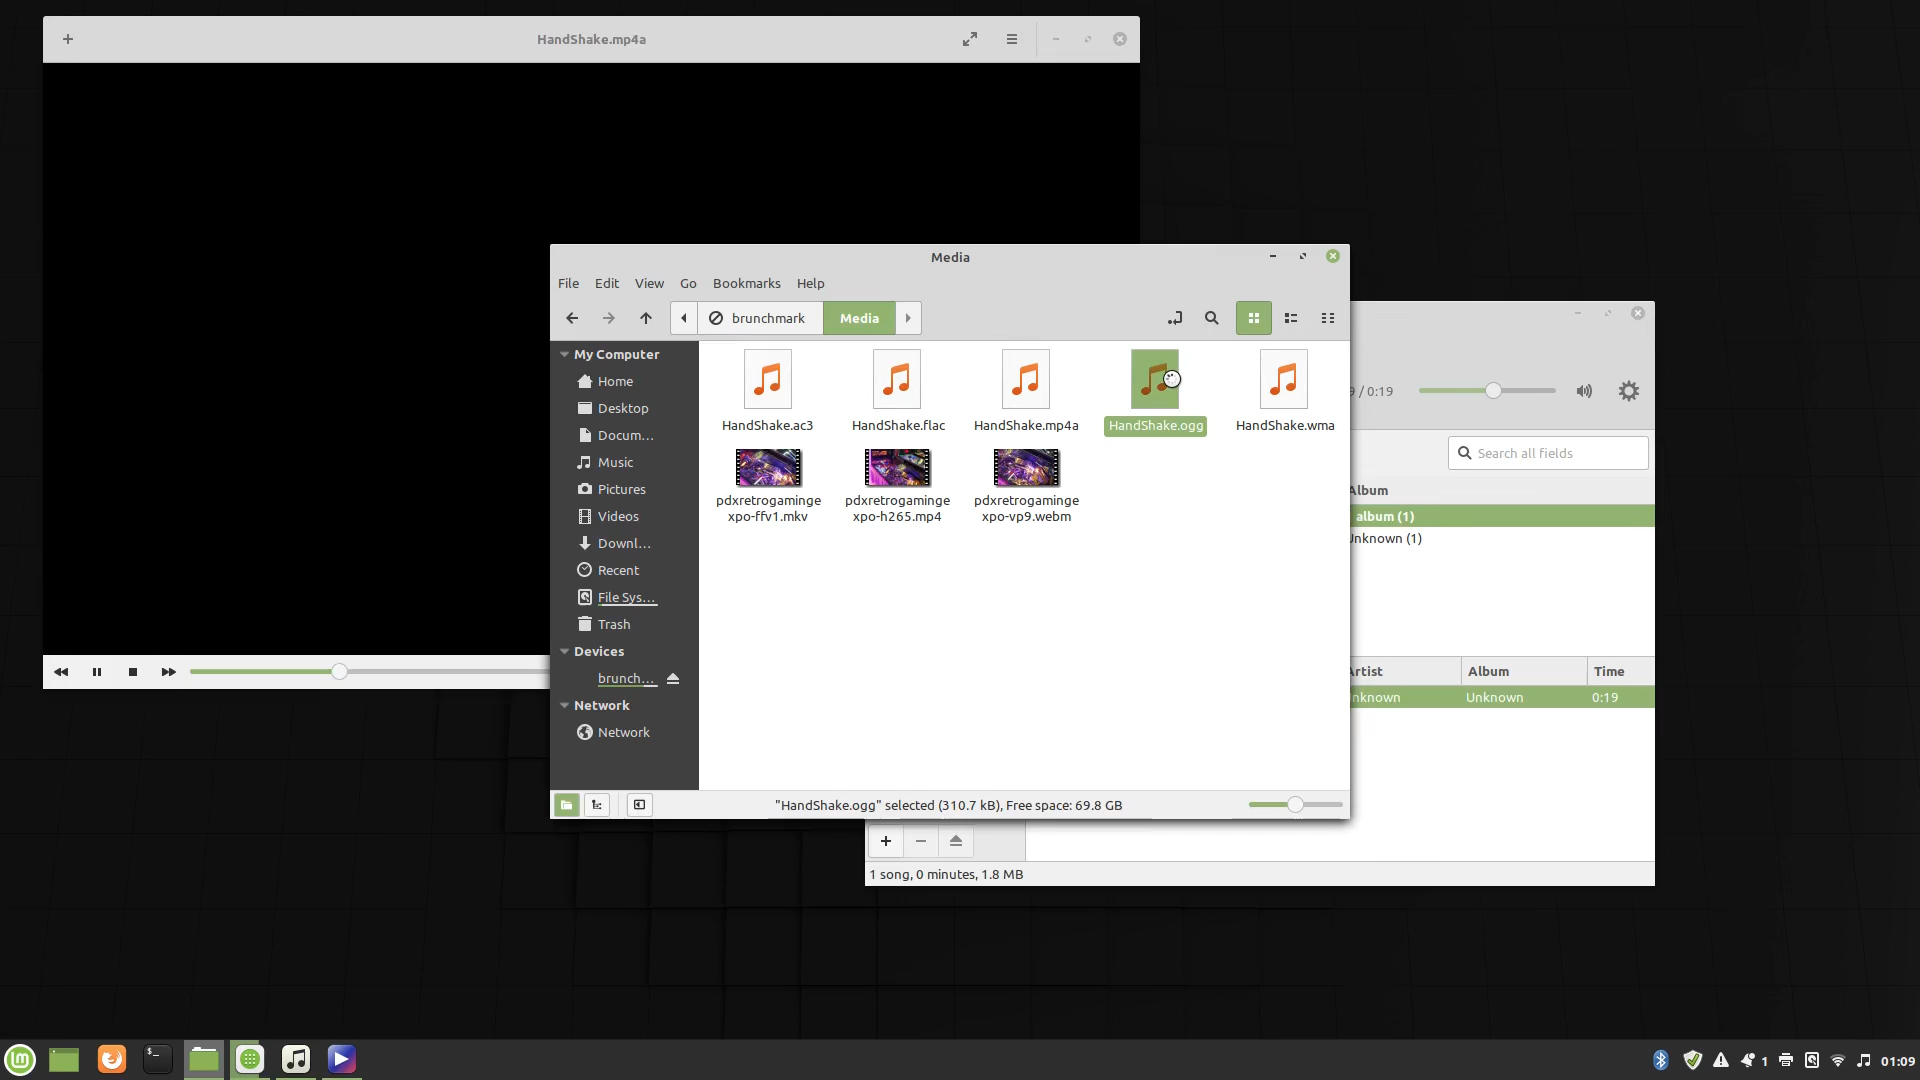 HandShake.mp4a
Media
File Edit View Go Bookmarks Help
brunchmark Media
My Computer
Home
Desktop
Docum...
Music
Pictures
Videos
Downl...
Recent
File Sys...
Trash
Devices
brunch...
Network
Network
HandShake.ac3 HandShake.flac HandShake.mp4a HandShake.ogg HandShake.wma
pdxretrogaminge pdxretrogaminge pdxretrogaminge
xpo-ffv1.mkv xpo-h265.mp4 xpo-vp9.webm
"HandShake.ogg" selected (310.7 kB), Free space: 69.8 GB
9 / 0:19
Search all fields
Album
album (1)
Unknown (1)
Artist Album Time
nknown Unknown 0:19
1 song, 0 minutes, 1.8 MB
lm >_ 1 01:09